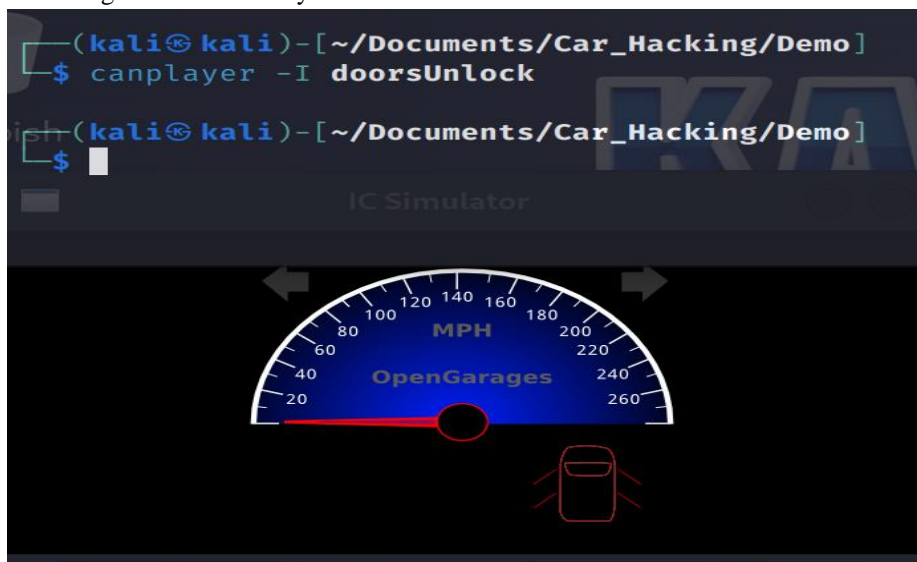 (kali㉿kali)-[~/Documents/Car_Hacking/Demo]
$ canplayer -I doorsUnlock
(kali㉿kali)-[~/Documents/Car_Hacking/Demo]
$
IC Simulator
20 40 60 80 100 120 140 160 180 200 220 240 260
MPH
OpenGarages